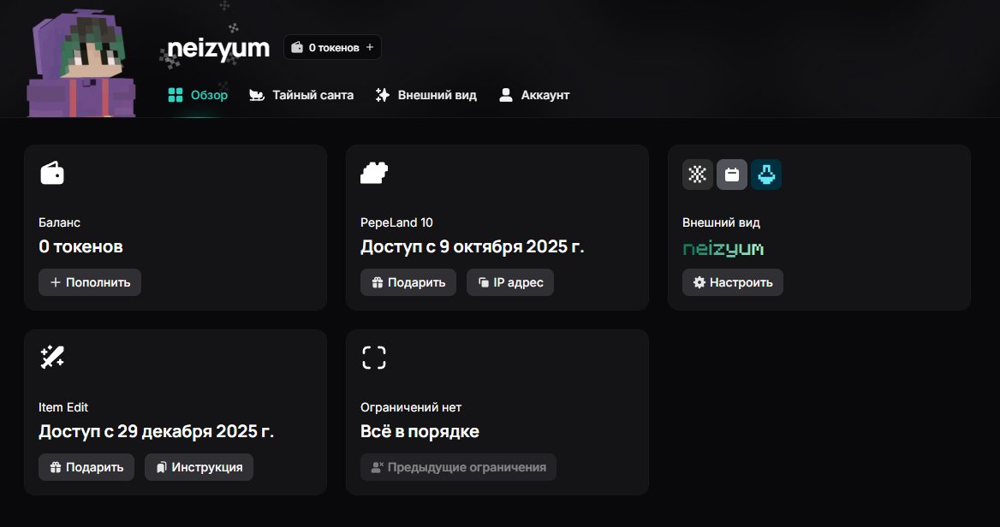 neizyum
0 токенов +
Обзор
Тайный санта
Внешний вид
Аккаунт
Баланс
0 токенов
+ Пополнить
PepeLand 10
Доступ с 9 октября 2025 г.
Подарить
IP адрес
Внешний вид
neizyum
Настроить
Item Edit
Доступ с 29 декабря 2025 г.
Подарить
Инструкция
Ограничений нет
Всё в порядке
Предыдущие ограничения